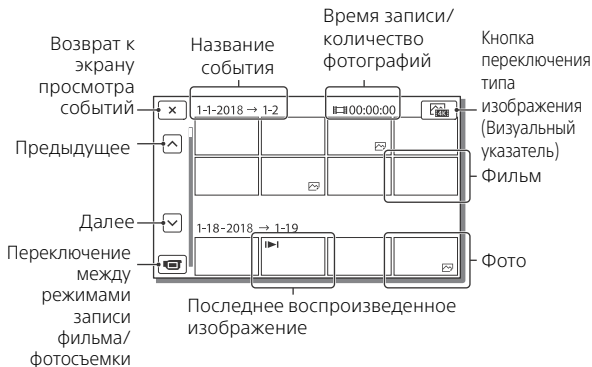 Возврат к
экрану
просмотра
событий
Название
события
Время записи/
количество
фотографий
Кнопка
переключения
типа
изображения
(Визуальный
указатель)
1-1-2018 → 1-2
00:00:00
4K
Предыдущее
Фильм
Далее
1-18-2018 → 1-19
Переключение
между
режимами
записи
фильма/
фотосъемки
Фото
Последнее воспроизведенное
изображение